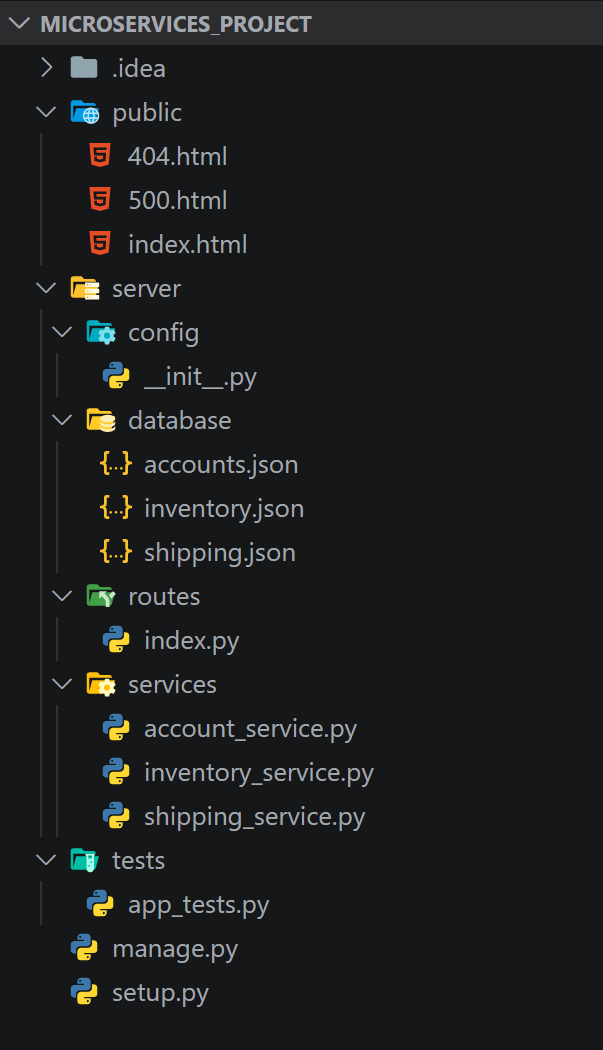 MICROSERVICES_PROJECT
.idea
public
404.html
500.html
index.html
server
config
__init__.py
database
{...} accounts.json
{...} inventory.json
{...} shipping.json
routes
index.py
services
account_service.py
inventory_service.py
shipping_service.py
tests
app_tests.py
manage.py
setup.py